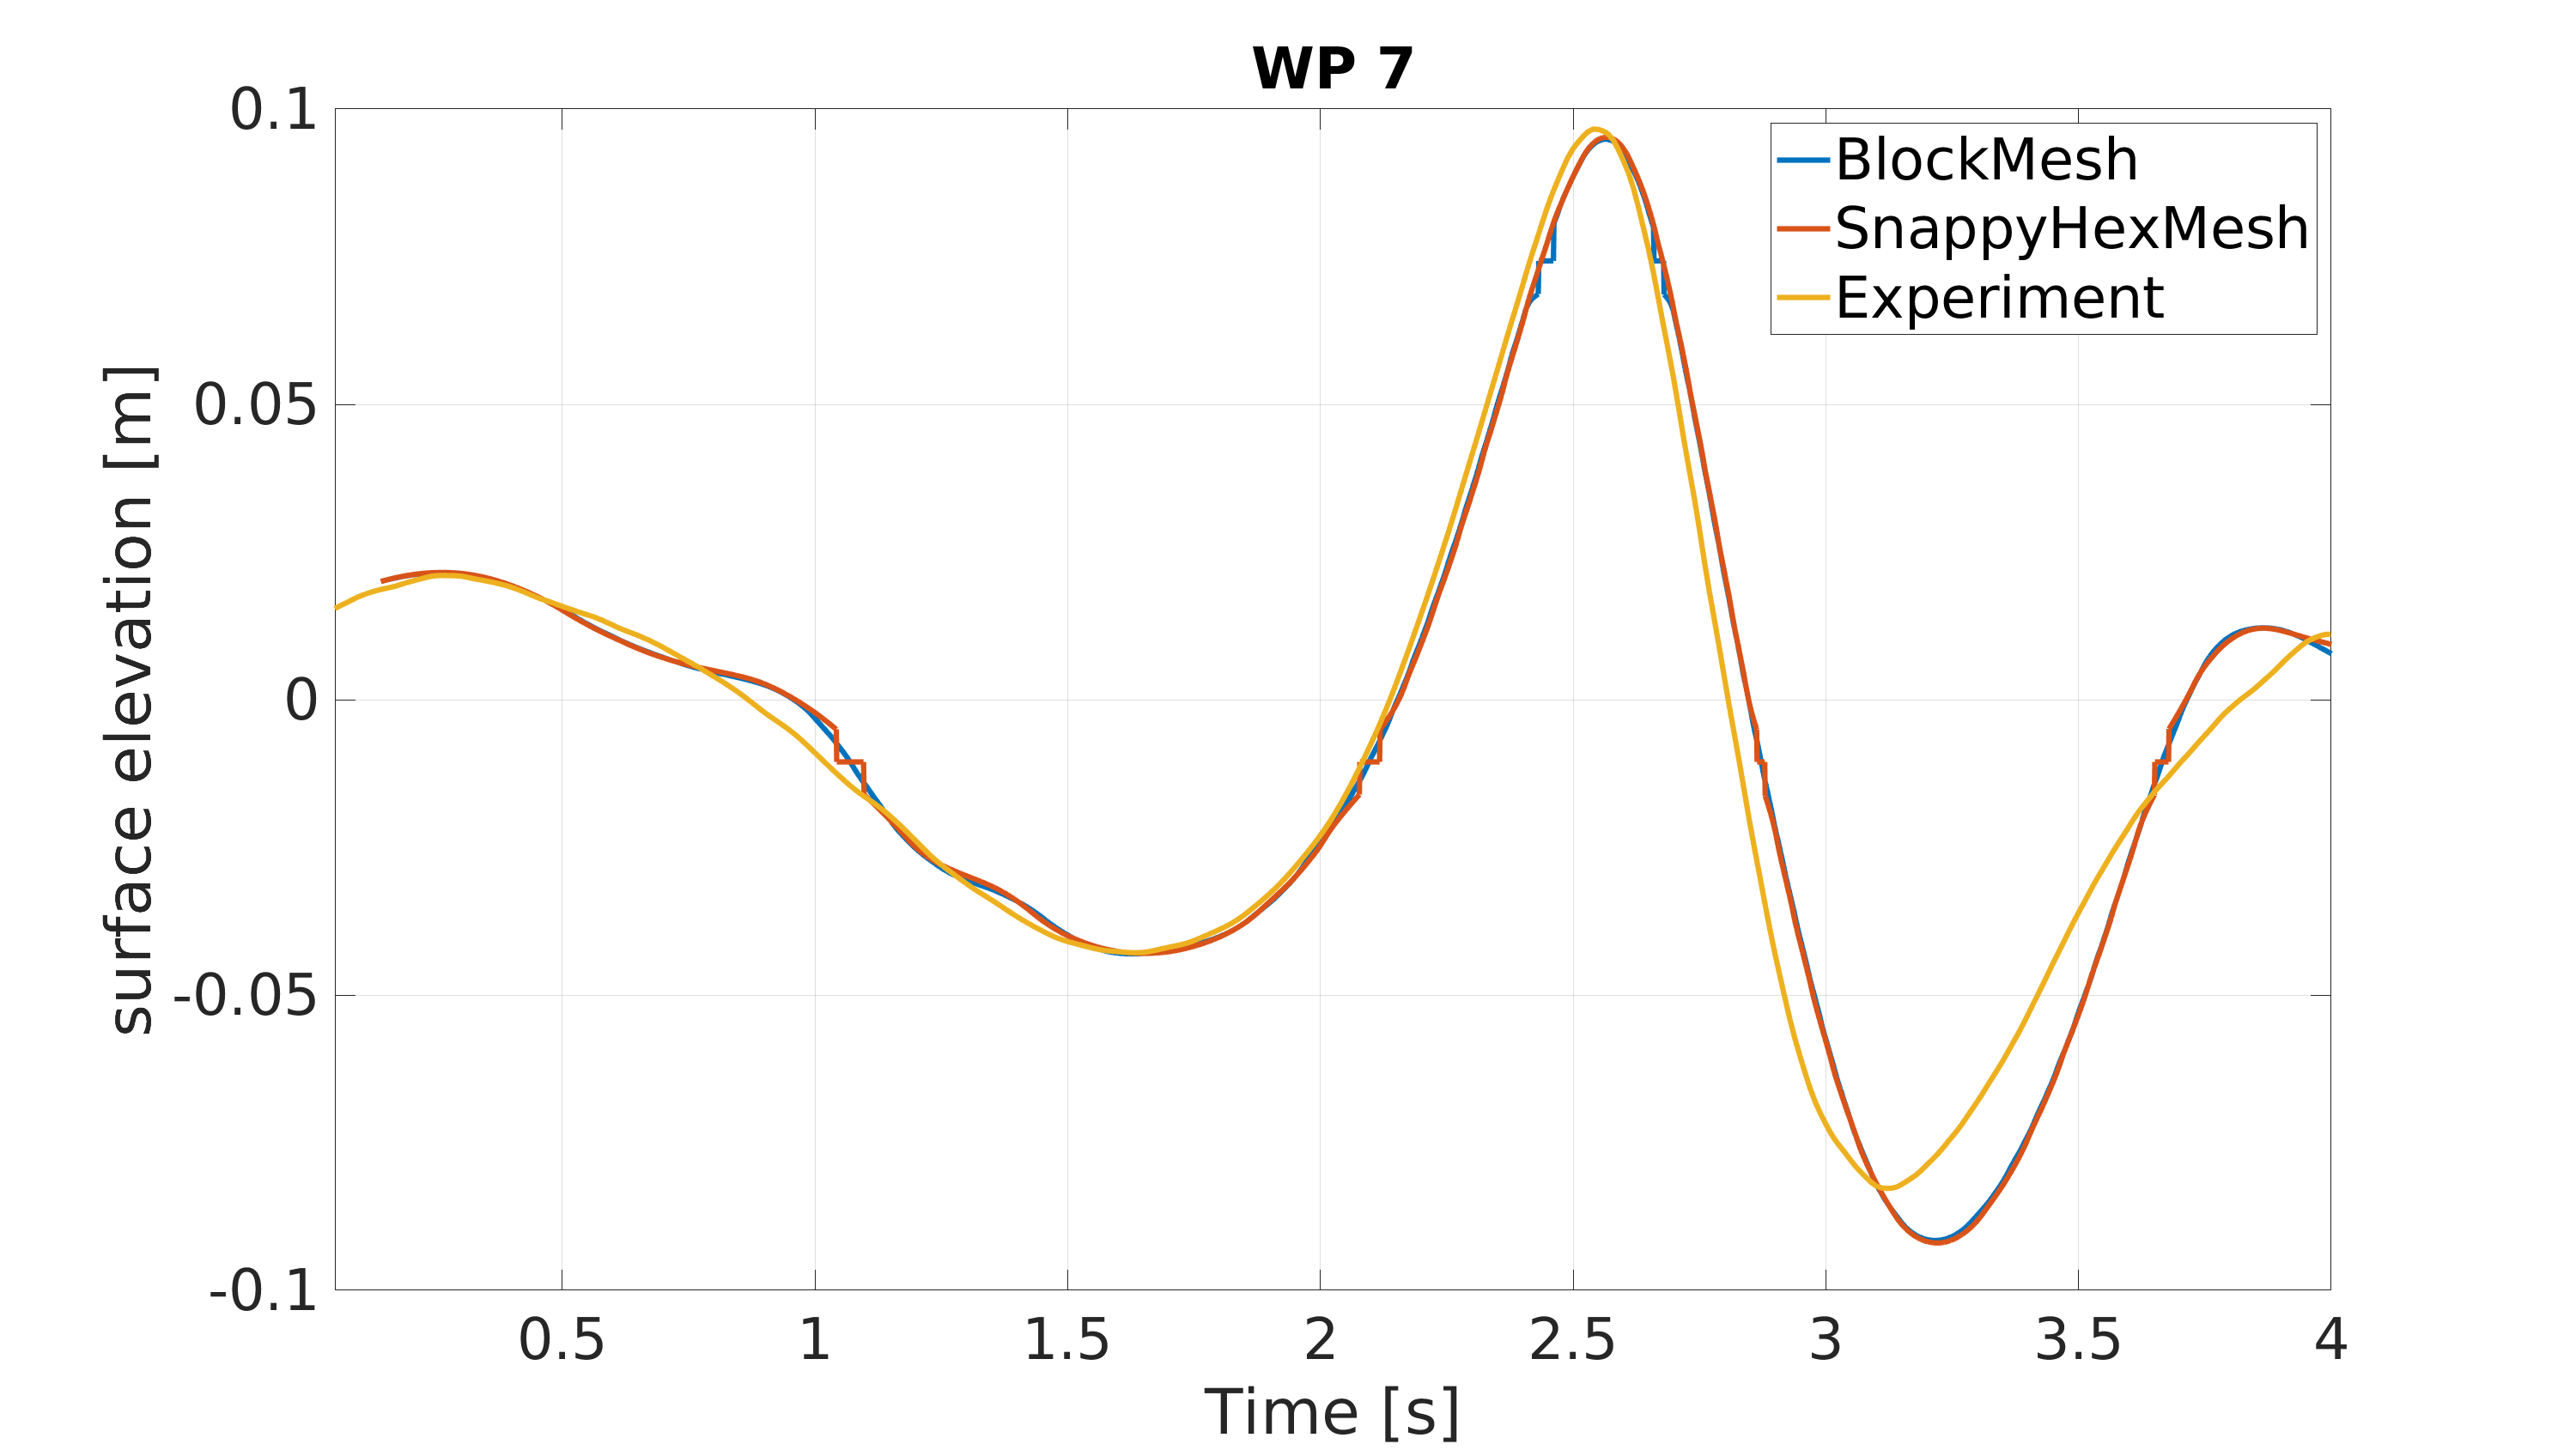 WP 7
0.1
0.05
0
-0.05
-0.1
surface elevation [m]
BlockMesh
SnappyHexMesh
Experiment
0.5 1 1.5 2 2.5 3 3.5 4
Time [s]